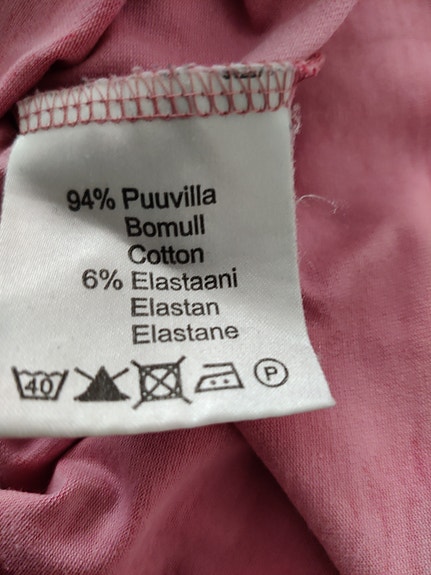 94% Puuvilla
Bomull
Cotton
6% Elastaani
Elastan
Elastane
40 P